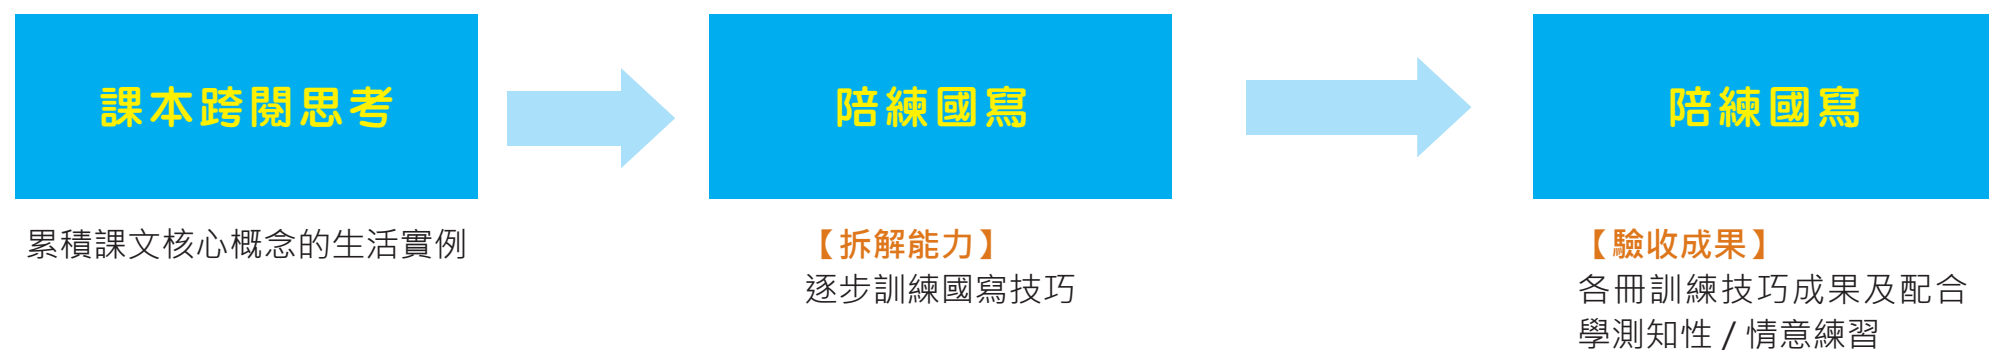 課本跨閱思考
累積課文核心概念的生活實例
陪練國寫
【拆解能力】
逐步訓練國寫技巧
陪練國寫
【驗收成果】
各冊訓練技巧成果及配合
學測知性 / 情意練習